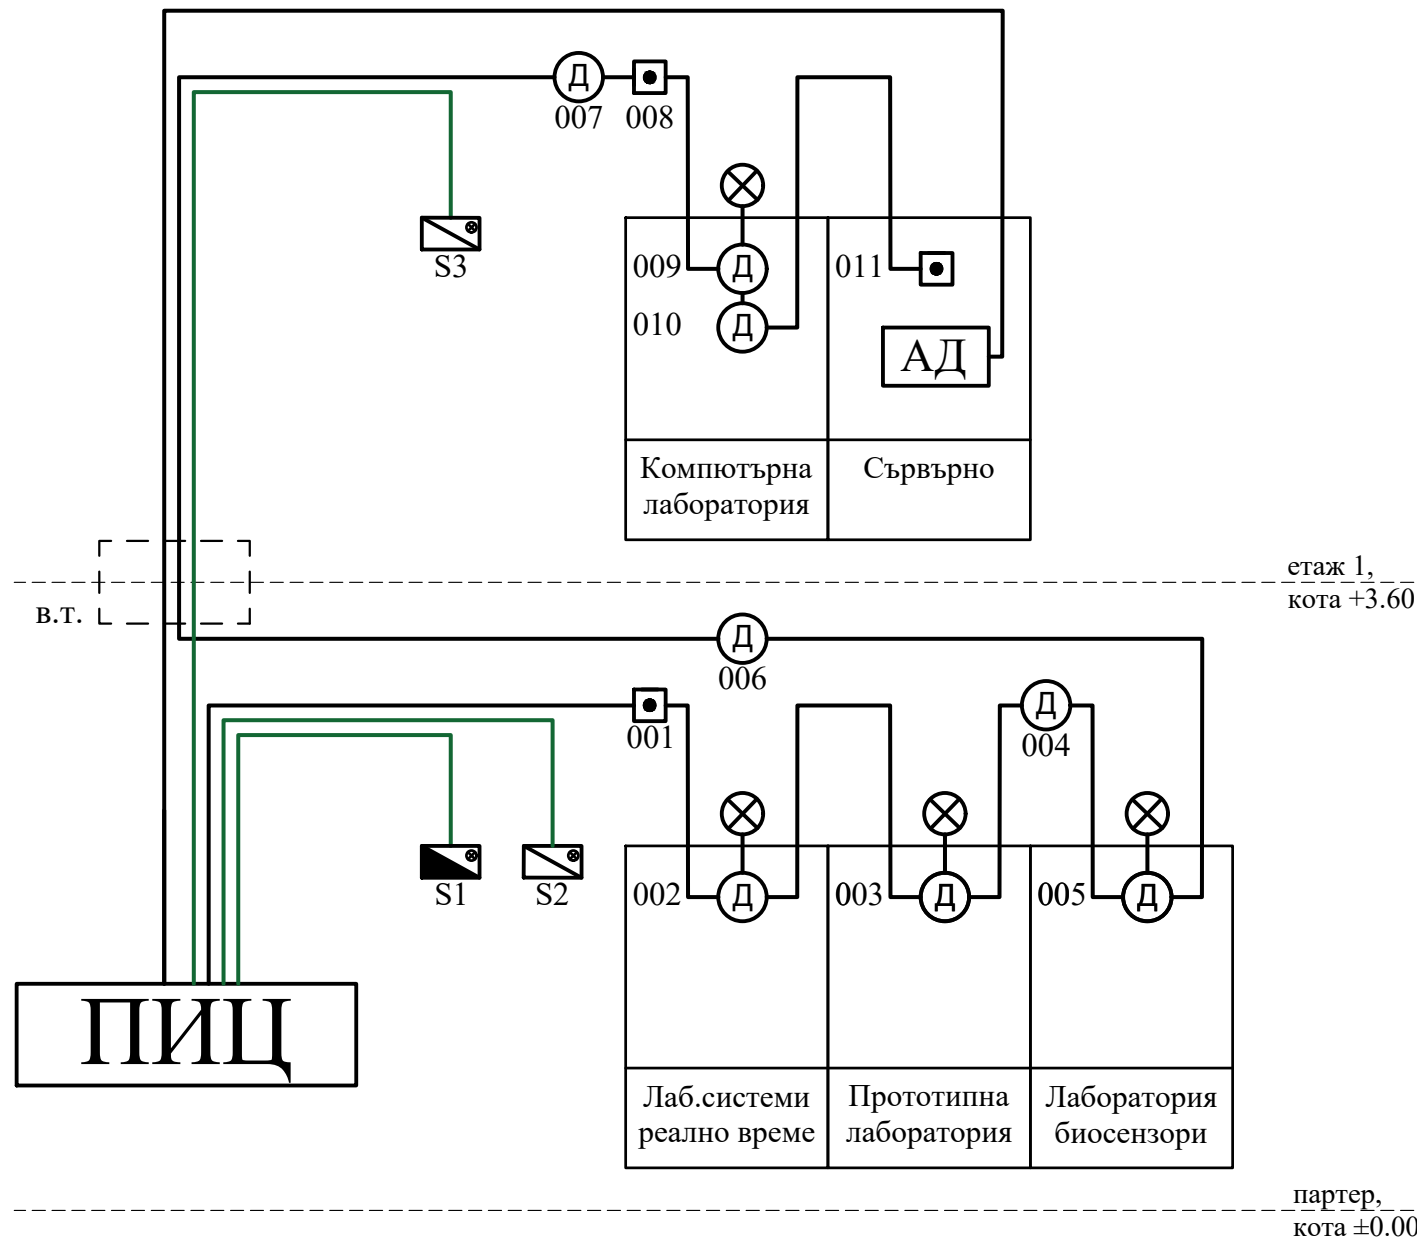 Д
007
008
S3
009
Д
010
Д
011
АД
Компютърна
лаборатория
Сървърно
етаж 1,
кота +3.60
в.т.
Д
006
001
Д
004
S1
S2
002
Д
003
Д
005
Д
ПИЦ
Лаб.системи
реално време
Прототипна
лаборатория
Лаборатория
биосензори
партер,
кота ±0.00